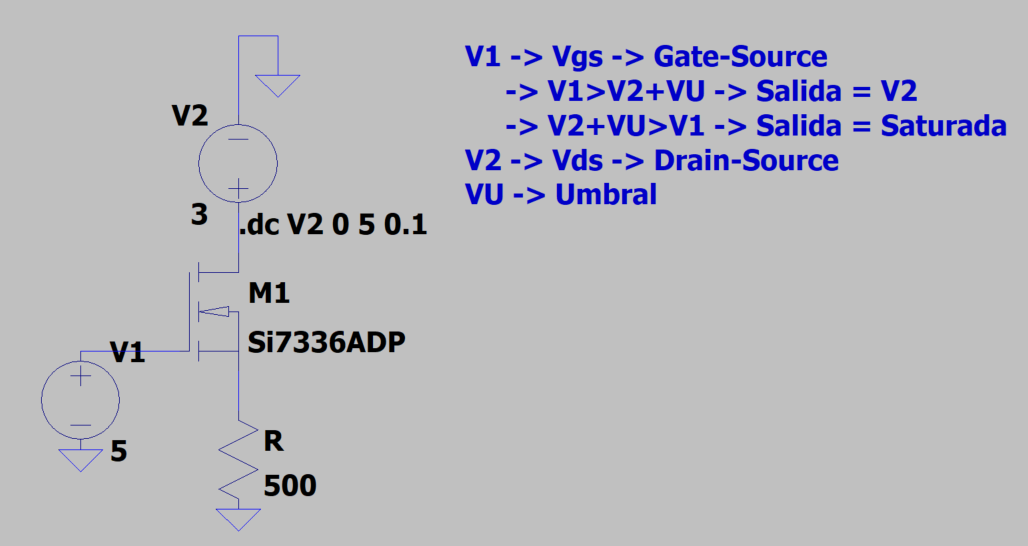 V1 -> Vgs -> Gate-Source
-> V1>V2+VU -> Salida = V2
-> V2+VU>V1 -> Salida = Saturada
V2 -> Vds -> Drain-Source
VU -> Umbral
V2
3
.dc V2 0 5 0.1
M1
Si7336ADP
V1
5
R
500